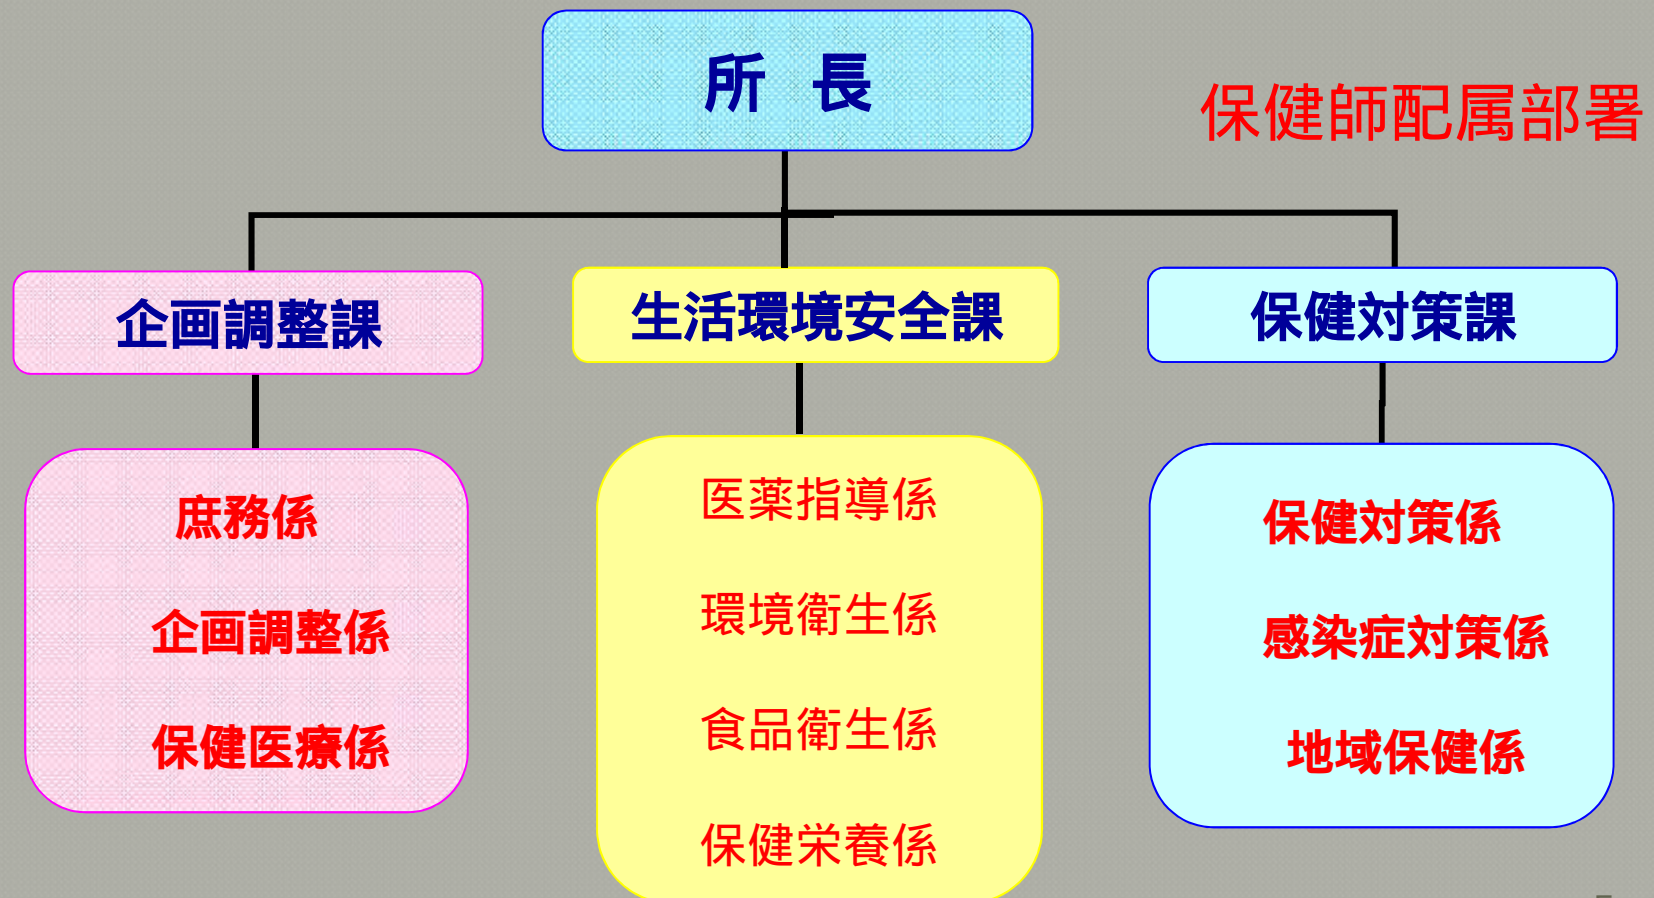 所 長
保健師配属部署
企画調整課
生活環境安全課
保健対策課
庶務係
企画調整係
保健医療係
医薬指導係
環境衛生係
食品衛生係
保健栄養係
保健対策係
感染症対策係
地域保健係